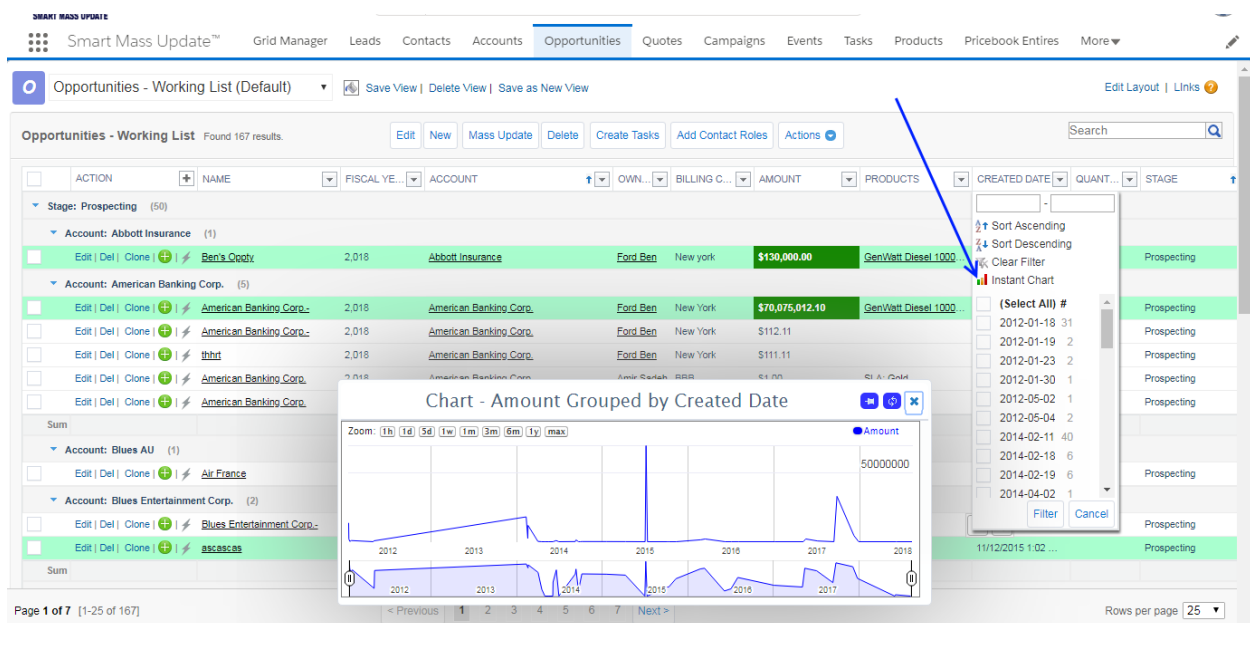 SMART MASS UPDATE
Smart Mass Update™ Grid Manager Leads Contacts Accounts Opportunities Quotes Campaigns Events Tasks Products Pricebook Entires More
O Opportunities - Working List (Default) Save View | Delete View | Save as New View Edit Layout | LInks ?
Opportunities - Working List Found 167 results. Edit New Mass Update Delete Create Tasks Add Contact Roles Actions Search
ACTION + NAME FISCAL YE... ACCOUNT OWN... BILLING C... AMOUNT PRODUCTS CREATED DATE QUANT... STAGE
Stage: Prospecting (50)
-
Sort Ascending
Account: Abbott Insurance (1)
Sort Descending
Edit | Del | Clone | Ben's Oppty 2,018 Abbott Insurance Ford Ben New york $130,000.00 GenWatt Diesel 1000... Prospecting
Clear Filter
Account: American Banking Corp. (5)
Instant Chart
(Select All) #
Edit | Del | Clone | American Banking Corp.- 2,018 American Banking Corp. Ford Ben New York $70,075,012.10 GenWatt Diesel 1000... Prospecting
2012-01-18 31
Edit | Del | Clone | American Banking Corp.- 2,018 American Banking Corp. Ford Ben New York $112.11 Prospecting
2012-01-19 2
Edit | Del | Clone | thhrt 2,018 American Banking Corp. Ford Ben New York $111.11 Prospecting
2012-01-23 2
Edit | Del | Clone | American Banking Corp. 2,018 American Banking Corp. Amir Sadeh BBB $1.00 SLA: Gold Prospecting
2012-01-30 1
Edit | Del | Clone | American Banking Corp. Prospecting
2012-05-02 1
2012-05-04 2
2014-02-11 40
2014-02-18 6
2014-02-19 6
2014-04-02 1
Filter Cancel
Chart - Amount Grouped by Created Date
Zoom: 1h 1d 5d 1w 1m 3m 6m 1y max Amount
50000000
2012 2013 2014 2015 2016 2017 2018
2012 2013 2014 2015 2016 2017
Sum
Account: Blues AU (1)
Edit | Del | Clone | Air France Prospecting
Account: Blues Entertainment Corp. (2)
Edit | Del | Clone | Blues Entertainment Corp.- Prospecting
Edit | Del | Clone | ascascas 11/12/2015 1:02 ... Prospecting
Sum
Page 1 of 7 [1-25 of 167] < Previous 1 2 3 4 5 6 7 Next > Rows per page 25